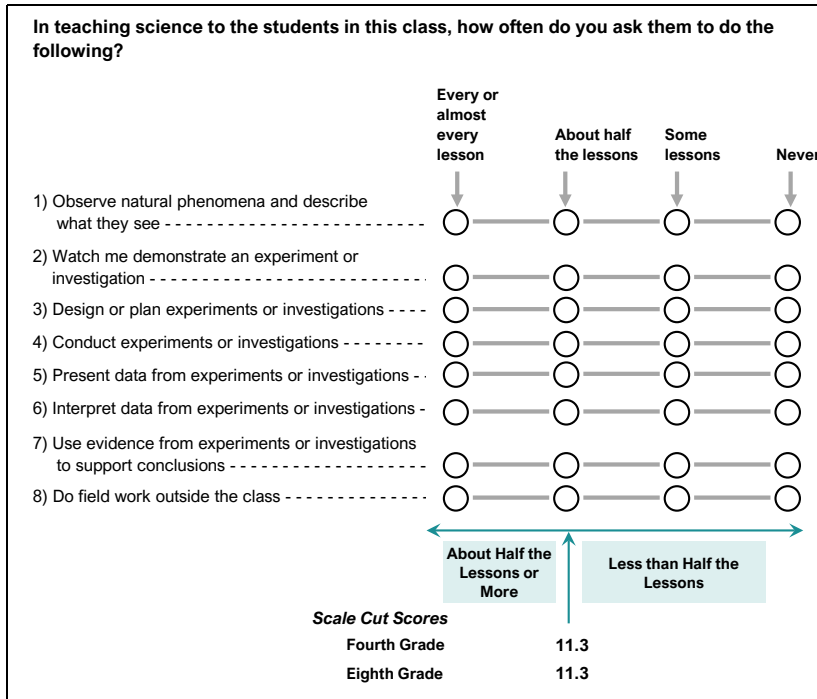 In teaching science to the students in this class, how often do you ask them to do the
following?
Every or
almost
every
lesson
About half
the lessons
Some
lessons
Never
1) Observe natural phenomena and describe
what they see - - - - - - - - - - - - - - - - - - - - - - - - - -
2) Watch me demonstrate an experiment or
investigation - - - - - - - - - - - - - - - - - - - - - - - - - - - -
3) Design or plan experiments or investigations - - - -
4) Conduct experiments or investigations - - - - - - - -
5) Present data from experiments or investigations - -
6) Interpret data from experiments or investigations -
7) Use evidence from experiments or investigations
to support conclusions - - - - - - - - - - - - - - - - - - - -
8) Do field work outside the class - - - - - - - - - - - - - -
About Half the
Lessons or
More
Less than Half the
Lessons
Scale Cut Scores
Fourth Grade 11.3
Eighth Grade 11.3